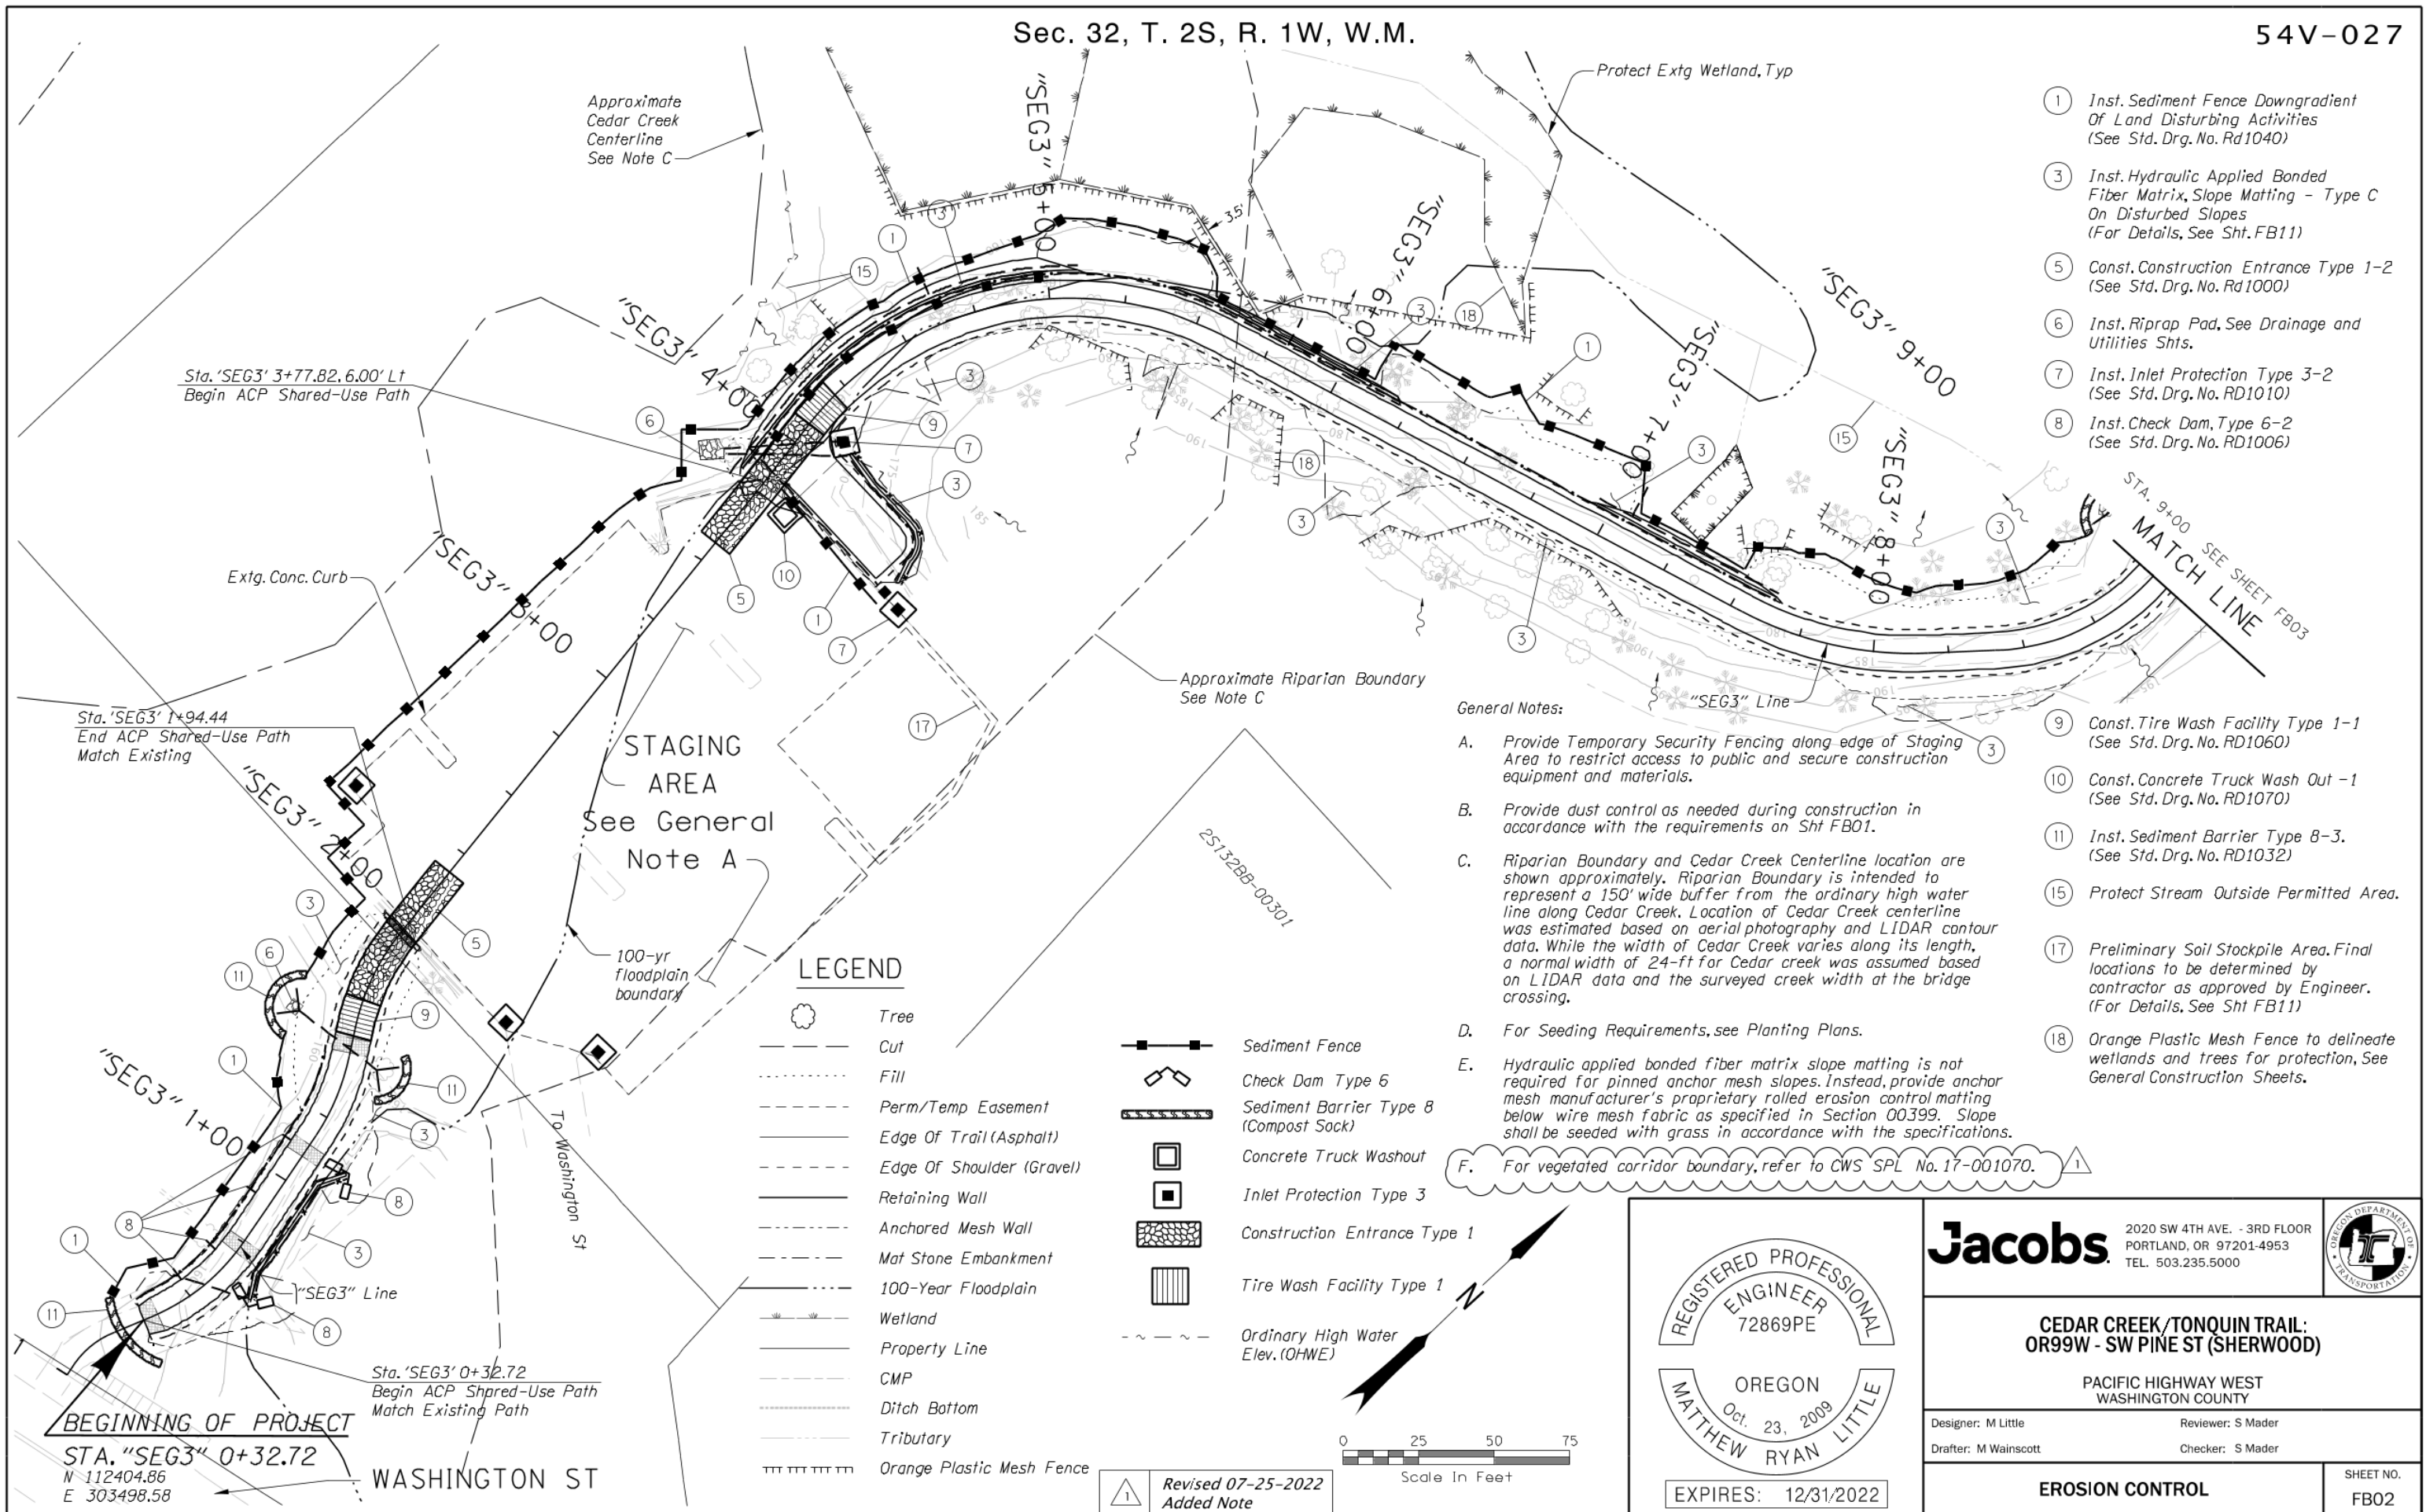 Sec. 32, T. 2S, R. 1W, W.M.
54V-027
Approximate
Cedar Creek
Centerline
See Note C
Protect Extg Wetland, Typ
"SEG3" 5+00
3.5'
"SEG3" 4+00
"SEG3" 6+00
"SEG3" 7+00
"SEG3" 9+00
"SEG3" 8+00
Sta. 'SEG3' 3+77.82, 6.00' Lt
Begin ACP Shared-Use Path
Extg. Conc. Curb
"SEG3" 3+00
Sta. 'SEG3' 1+94.44
End ACP Shared-Use Path
Match Existing
"SEG3" 2+00
STAGING
AREA
See General
Note A
Approximate Riparian Boundary
See Note C
2S132BB-00301
100-yr
floodplain
boundary
"SEG3" 1+00
To Washington St
"SEG3" Line
"SEG3" Line
STA. 9+00 SEE SHEET FB03
MATCH LINE
Sta. 'SEG3' 0+32.72
Begin ACP Shared-Use Path
Match Existing Path
BEGINNING OF PROJECT
STA. "SEG3" 0+32.72
N 112404.86
E 303498.58
WASHINGTON ST
1 Inst. Sediment Fence Downgradient
Of Land Disturbing Activities
(See Std. Drg. No. Rd1040)
3 Inst. Hydraulic Applied Bonded
Fiber Matrix, Slope Matting - Type C
On Disturbed Slopes
(For Details, See Sht. FB11)
5 Const. Construction Entrance Type 1-2
(See Std. Drg. No. Rd1000)
6 Inst. Riprap Pad, See Drainage and
Utilities Shts.
7 Inst. Inlet Protection Type 3-2
(See Std. Drg. No. RD1010)
8 Inst. Check Dam, Type 6-2
(See Std. Drg. No. RD1006)
9 Const. Tire Wash Facility Type 1-1
(See Std. Drg. No. RD1060)
10 Const. Concrete Truck Wash Out -1
(See Std. Drg. No. RD1070)
11 Inst. Sediment Barrier Type 8-3.
(See Std. Drg. No. RD1032)
15 Protect Stream Outside Permitted Area.
17 Preliminary Soil Stockpile Area. Final
locations to be determined by
contractor as approved by Engineer.
(For Details, See Sht FB11)
18 Orange Plastic Mesh Fence to delineate
wetlands and trees for protection, See
General Construction Sheets.
General Notes:
A. Provide Temporary Security Fencing along edge of Staging
Area to restrict access to public and secure construction
equipment and materials.
B. Provide dust control as needed during construction in
accordance with the requirements on Sht FB01.
C. Riparian Boundary and Cedar Creek Centerline location are
shown approximately. Riparian Boundary is intended to
represent a 150' wide buffer from the ordinary high water
line along Cedar Creek. Location of Cedar Creek centerline
was estimated based on aerial photography and LIDAR contour
data. While the width of Cedar Creek varies along its length,
a normal width of 24-ft for Cedar creek was assumed based
on LIDAR data and the surveyed creek width at the bridge
crossing.
D. For Seeding Requirements, see Planting Plans.
E. Hydraulic applied bonded fiber matrix slope matting is not
required for pinned anchor mesh slopes. Instead, provide anchor
mesh manufacturer's proprietary rolled erosion control matting
below wire mesh fabric as specified in Section 00399. Slope
shall be seeded with grass in accordance with the specifications.
F. For vegetated corridor boundary, refer to CWS SPL No. 17-001070.
1
LEGEND
Tree
Cut
Fill
Perm/Temp Easement
Edge Of Trail (Asphalt)
Edge Of Shoulder (Gravel)
Retaining Wall
Anchored Mesh Wall
Mat Stone Embankment
100-Year Floodplain
Wetland
Property Line
CMP
Ditch Bottom
Tributary
Orange Plastic Mesh Fence
Sediment Fence
Check Dam Type 6
Sediment Barrier Type 8
(Compost Sock)
Concrete Truck Washout
Inlet Protection Type 3
Construction Entrance Type 1
Tire Wash Facility Type 1
Ordinary High Water
Elev. (OHWE)
N
0 25 50 75
Scale In Feet
1 Revised 07-25-2022
Added Note
REGISTERED PROFESSIONAL
ENGINEER
72869PE
OREGON
Oct. 23, 2009
MATTHEW RYAN LITTLE
EXPIRES: 12/31/2022
Jacobs
2020 SW 4TH AVE. - 3RD FLOOR
PORTLAND, OR 97201-4953
TEL. 503.235.5000
OREGON DEPARTMENT OF
TRANSPORTATION
CEDAR CREEK/TONQUIN TRAIL:
OR99W - SW PINE ST (SHERWOOD)
PACIFIC HIGHWAY WEST
WASHINGTON COUNTY
Designer: M Little
Reviewer: S Mader
Drafter: M Wainscott
Checker: S Mader
EROSION CONTROL
SHEET NO.
FB02